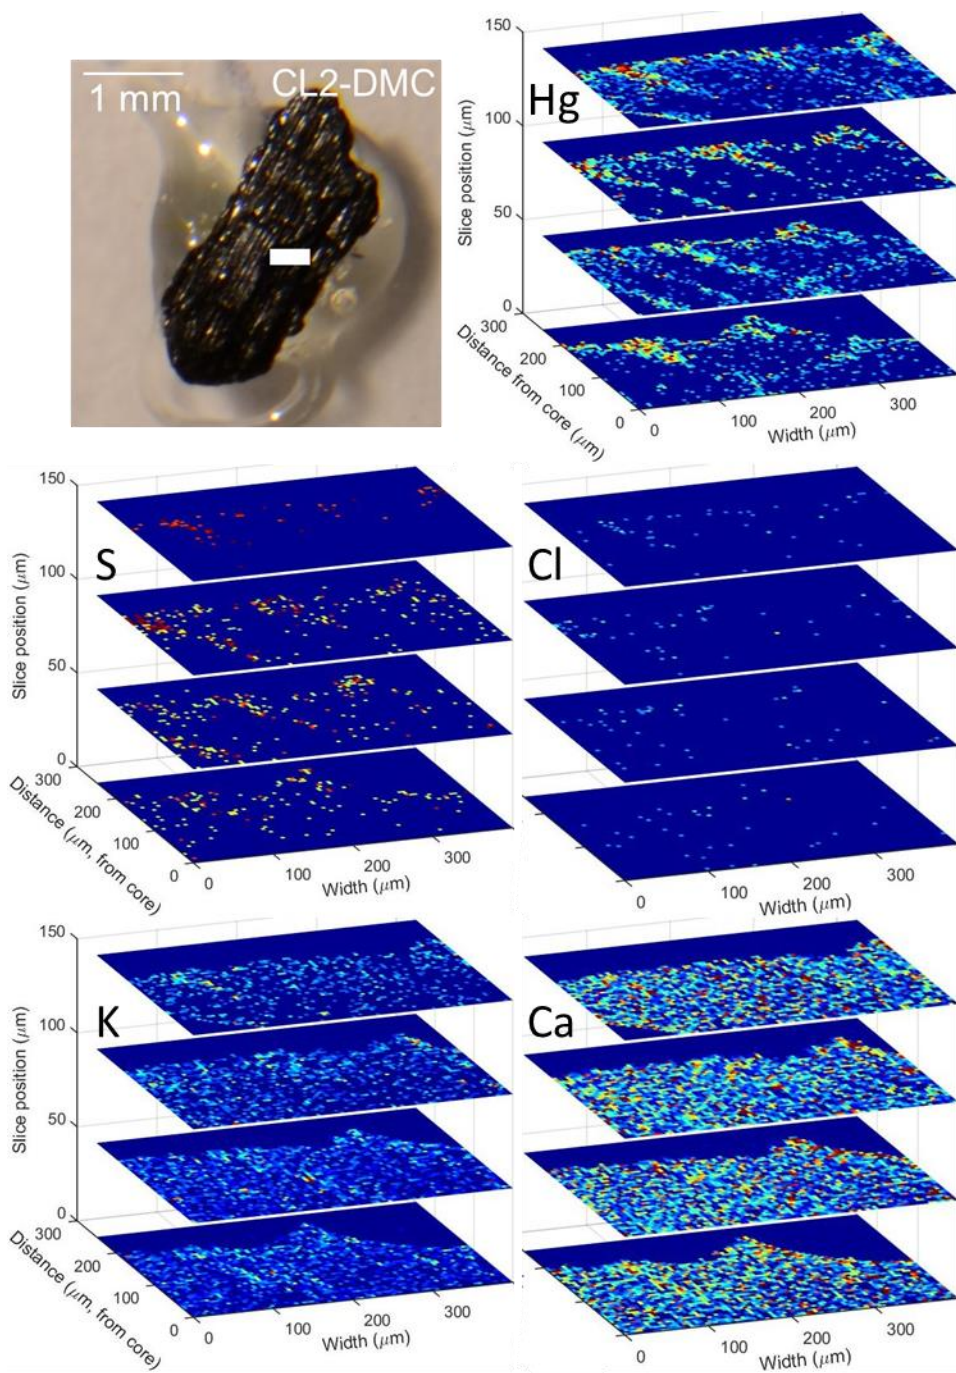 1 mm
CL2-DMC
Hg
150
100
50
0
Slice position (μm)
300
200
100
0
Distance from core (μm)
0
100
200
300
Width (μm)
S
150
100
50
0
Slice position (μm)
300
200
100
0
Distance (μm, from core)
0
100
200
300
Width (μm)
Cl
0
100
200
300
Width (μm)
K
150
100
50
0
Slice position (μm)
300
200
100
0
Distance (μm, from core)
0
100
200
300
Width (μm)
Ca
0
100
200
300
Width (μm)